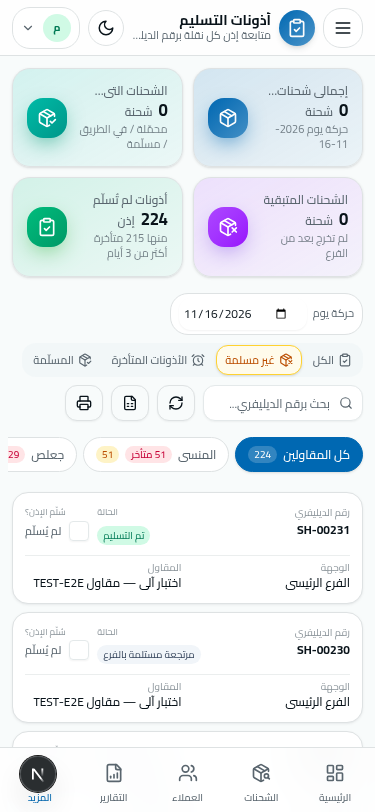 أذونات التسليم
متابعة إذن كل نقلة برقم الديلـ...
م
إجمالي شحنات...
0 شحنة
حركة يوم 2026-11-16
الشحنات التي...
0 شحنة
محمّلة / في الطريق / مسلّمة
الشحنات المتبقية
0 شحنة
لم تخرج بعد من الفرع
أذونات لم تُسلّم
224 إذن
منها 215 متأخرة أكثر من 3 أيام
حركة يوم
11/16/2026
الكل
غير مسلمة
الأذونات المتأخرة
المسلّمة
بحث برقم الديليفري...
كل المقاولين 224
المنسي 51 متأخر 51
جعلص 29
رقم الديليفري
SH-00231
الحالة
تم التسليم
سُلّم الإذن؟
لم يُسلّم
الوجهة
الفرع الرئيسي
المقاول
اختبار آلي — مقاول TEST-E2E
رقم الديليفري
SH-00230
الحالة
مرتجعة مستلمة بالفرع
سُلّم الإذن؟
لم يُسلّم
الوجهة
الفرع الرئيسي
المقاول
اختبار آلي — مقاول TEST-E2E
الرئيسية
الشحنات
العملاء
التقارير
N
المزيد